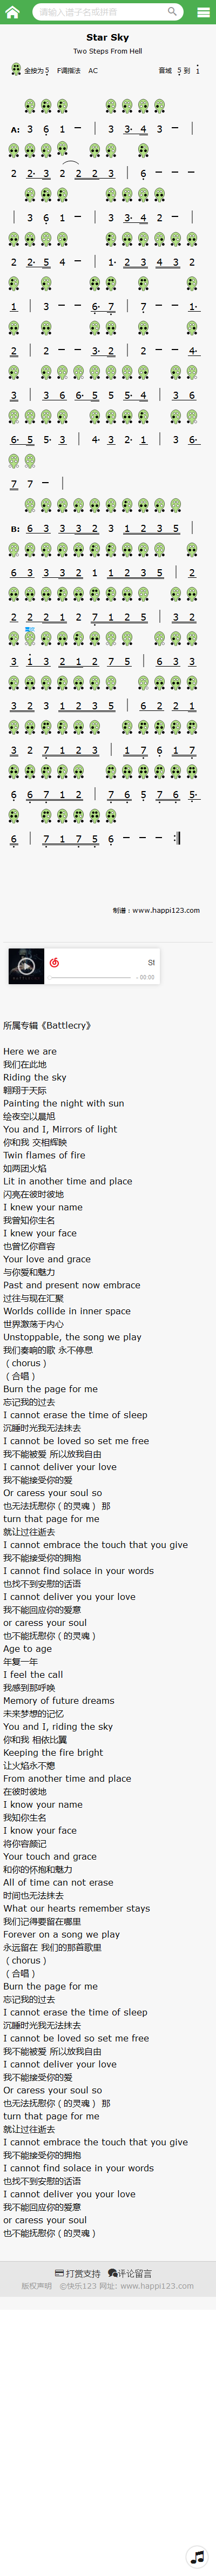 请输入谱子名或拼音
Star Sky
Two Steps From Hell
全按为5 F调指法 AC 音域 5 到 1
A: 3 6 1 − | 3 3· 4 3 − |
2 2· 3 2 2 2 3 | 6 − − −
| 3 6 1 − | 3 3· 4 2 − |
2 2· 5 4 − | 1· 2 3 4 3 2
1 | 3 − − 6· 7 | 7 − − 1·
2 | 2 − − 3· 2 | 2 − − 4·
3 | 3 6 6· 5 5 5· 4 | 3 6
6· 5 5· 3 | 4· 3 2· 1 | 3 6·
7 7 − |
B: 6 3 3 3 2 3 1 2 3 5 |
6 3 3 3 2 1 1 2 3 5 | 2
2 2 2 1 2 7 1 2 5 | 3 2
3 1 3 2 1 2 7 5 | 6 3 3
3 2 3 1 2 3 5 | 6 2 2 1
3 2 7 1 2 3 | 1 7 6 1 7
6 6 7 1 2 | 7 6 5 7 6 5·
6 | 7 1 7 5 6 − − − :|
制谱：www.happi123.com
St
- 00:00
所属专辑《Battlecry》
Here we are
我们在此地
Riding the sky
翱翔于天际
Painting the night with sun
绘夜空以晨旭
You and I, Mirrors of light
你和我 交相辉映
Twin flames of fire
如两团火焰
Lit in another time and place
闪亮在彼时彼地
I knew your name
我曾知你生名
I knew your face
也曾忆你音容
Your love and grace
与你爱和魅力
Past and present now embrace
过往与现在汇聚
Worlds collide in inner space
世界激荡于内心
Unstoppable, the song we play
我们奏响的歌 永不停息
（chorus）
（合唱）
Burn the page for me
忘记我的过去
I cannot erase the time of sleep
沉睡时光我无法抹去
I cannot be loved so set me free
我不能被爱 所以放我自由
I cannot deliver your love
我不能接受你的爱
Or caress your soul so
也无法抚慰你（的灵魂） 那
turn that page for me
就让过往逝去
I cannot embrace the touch that you give
我不能接受你的拥抱
I cannot find solace in your words
也找不到安慰的话语
I cannot deliver you your love
我不能回应你的爱意
or caress your soul
也不能抚慰你（的灵魂）
Age to age
年复一年
I feel the call
我感到那呼唤
Memory of future dreams
未来梦想的记忆
You and I, riding the sky
你和我 相依比翼
Keeping the fire bright
让火焰永不熄
From another time and place
在彼时彼地
I know your name
我知你生名
I know your face
将你容颜记
Your touch and grace
和你的怀抱和魅力
All of time can not erase
时间也无法抹去
What our hearts remember stays
我们记得要留在哪里
Forever on a song we play
永远留在 我们的那首歌里
（chorus）
（合唱）
Burn the page for me
忘记我的过去
I cannot erase the time of sleep
沉睡时光我无法抹去
I cannot be loved so set me free
我不能被爱 所以放我自由
I cannot deliver your love
我不能接受你的爱
Or caress your soul so
也无法抚慰你（的灵魂） 那
turn that page for me
就让过往逝去
I cannot embrace the touch that you give
我不能接受你的拥抱
I cannot find solace in your words
也找不到安慰的话语
I cannot deliver you your love
我不能回应你的爱意
or caress your soul
也不能抚慰你（的灵魂）
打赏支持 评论留言
版权声明 ©快乐123 网址: www.happi123.com